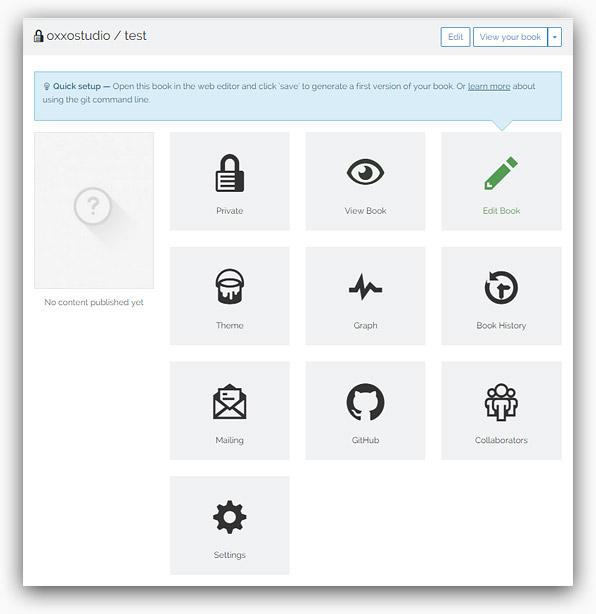 oxxostudio / test
Edit
View your book
Quick setup — Open this book in the web editor and click `save` to generate a first version of your book. Or learn more about
using the git command line.
Private
View Book
Edit Book
No content published yet
Theme
Graph
Book History
Mailing
GitHub
Collaborators
Settings